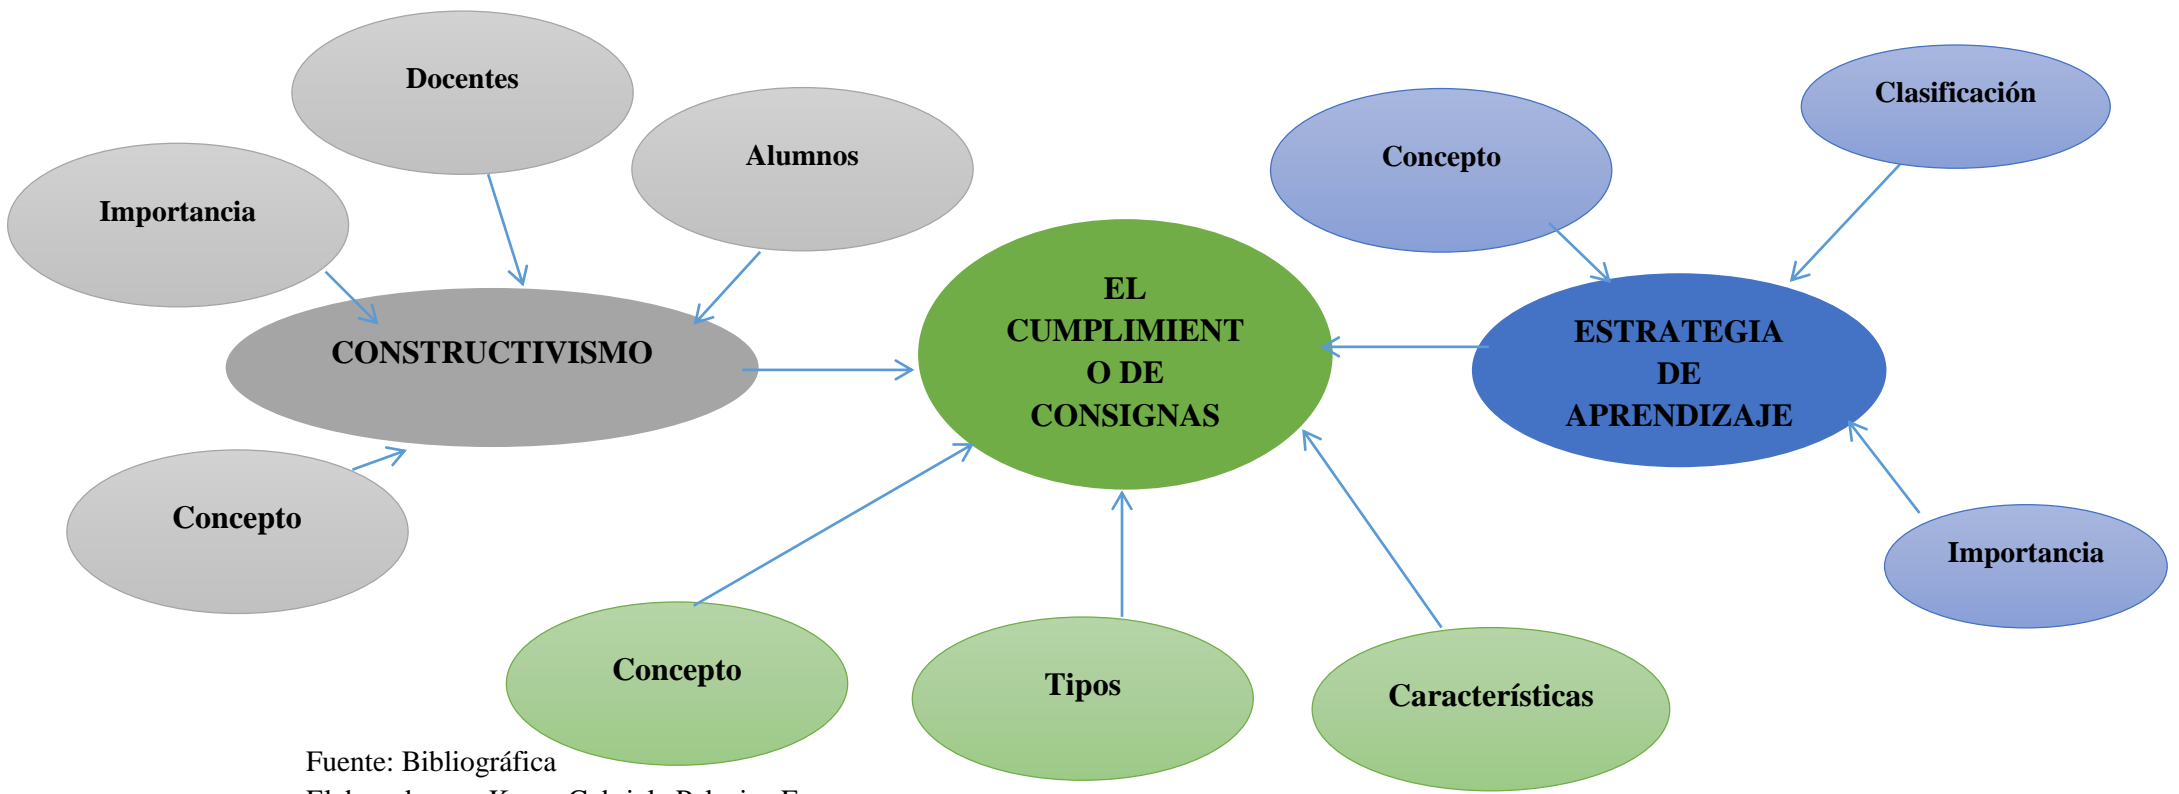 Docentes
Alumnos
Importancia
CONSTRUCTIVISMO
Concepto
EL
CUMPLIMIENT
O DE
CONSIGNAS
Concepto
Tipos
Características
Concepto
Clasificación
ESTRATEGIA
DE
APRENDIZAJE
Importancia
Fuente: Bibliográfica